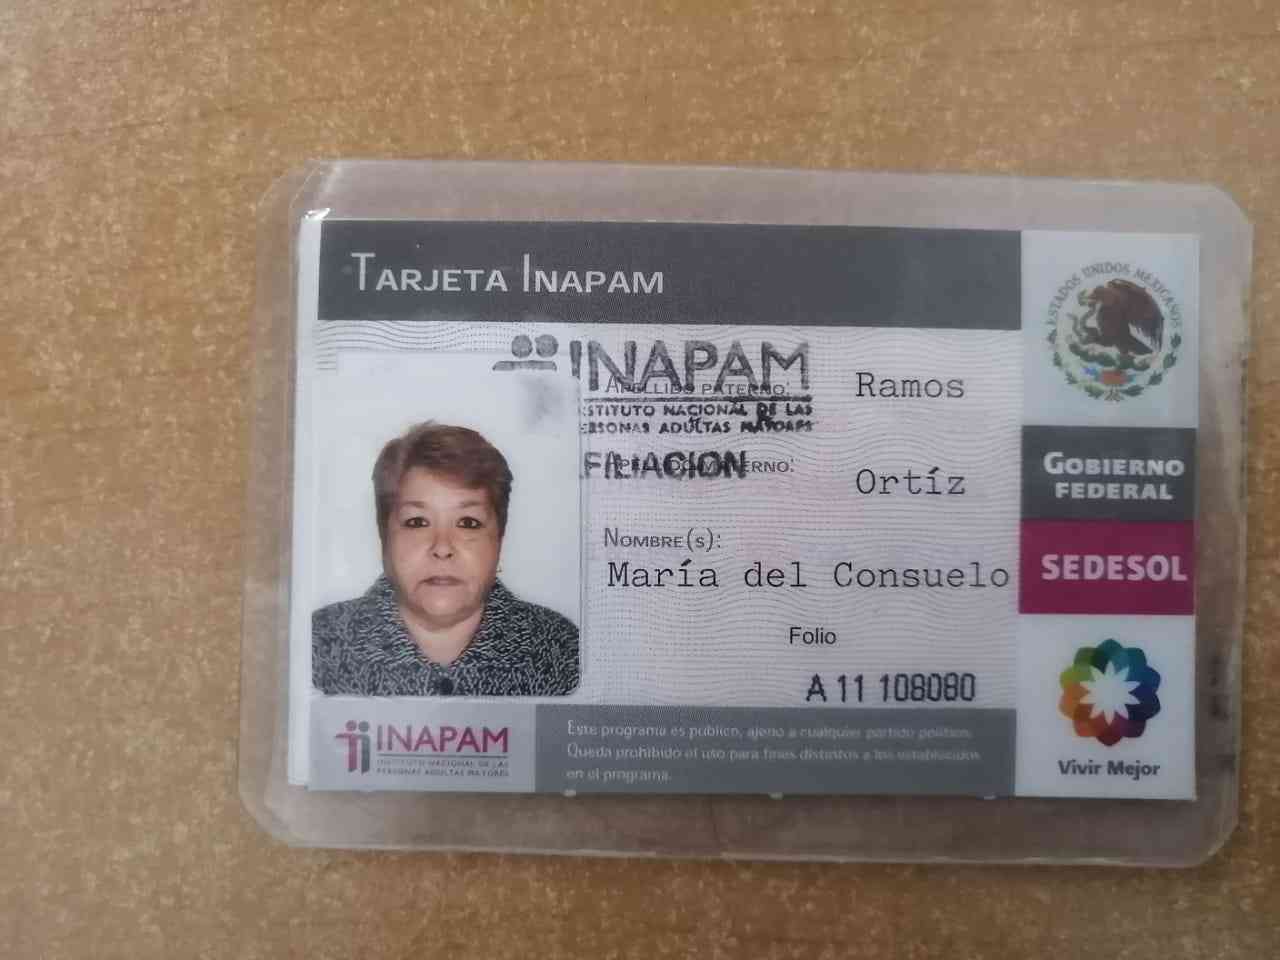 TARJETA INAPAM
ESTADOS UNIDOS MEXICANOS
INAPAM
APELLIDO PATERNO:
Ramos
INSTITUTO NACIONAL DE LAS
PERSONAS ADULTAS MAYORES
AFILIACION
APELLIDO MATERNO:
Ortíz
GOBIERNO
FEDERAL
NOMBRE(s):
María del Consuelo
SEDESOL
Folio
A 11 108080
INAPAM
INSTITUTO NACIONAL DE LAS
PERSONAS ADULTAS MAYORES
Este programa es público, ajeno a cualquier partido político.
Queda prohibido el uso para fines distintos a los establecidos
en el programa.
Vivir Mejor